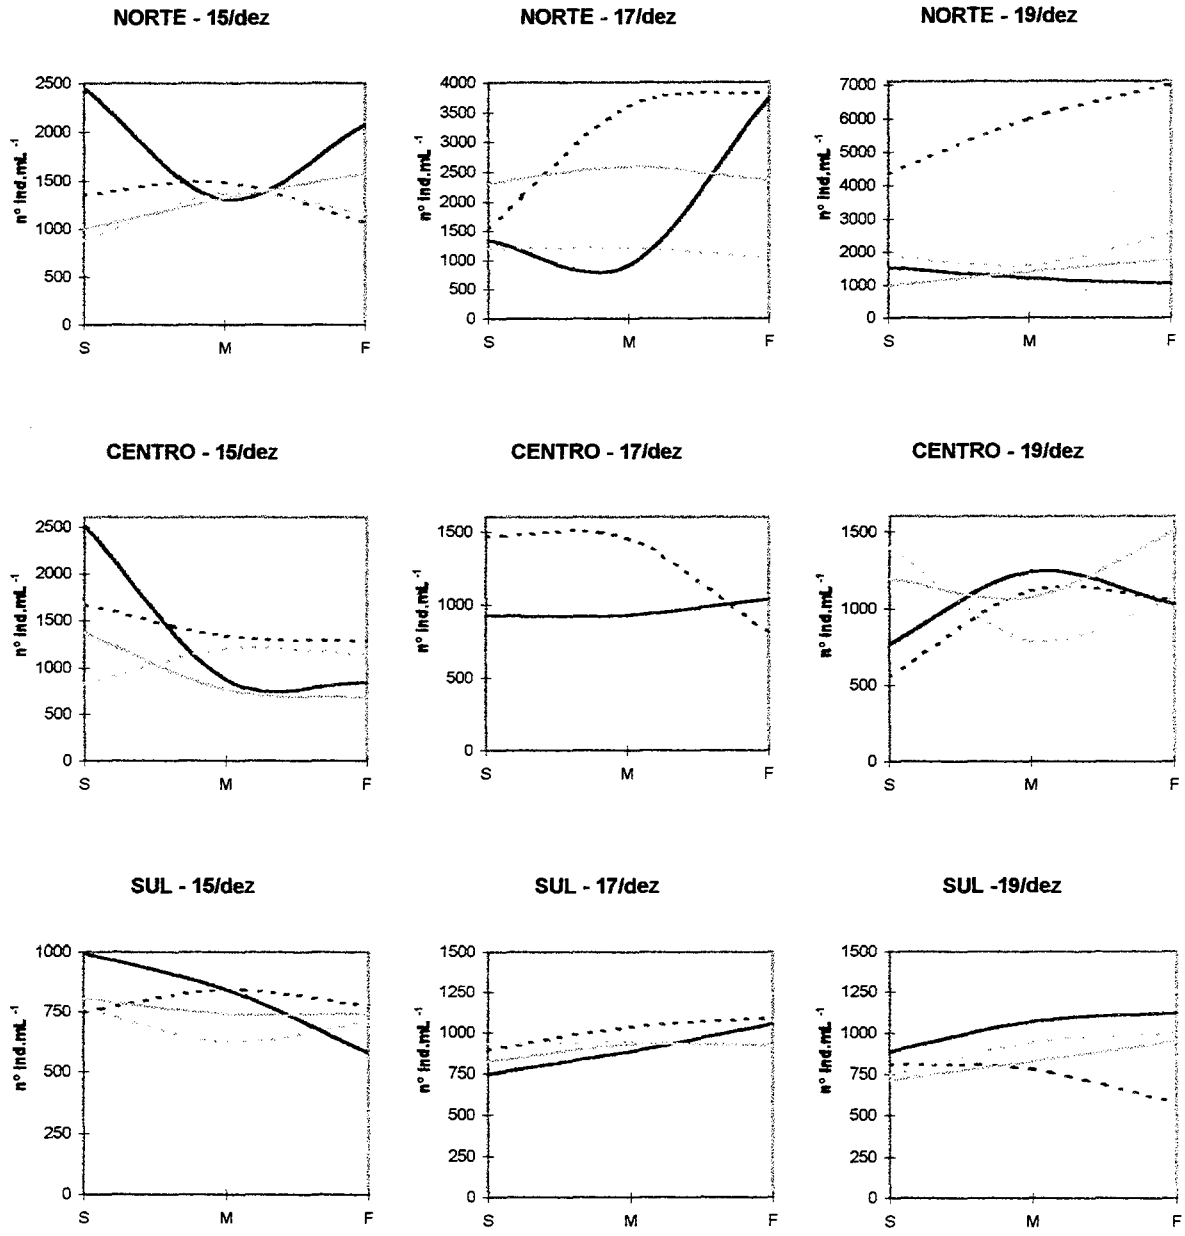 NORTE - 15/dez
NORTE - 17/dez
NORTE - 19/dez
nº ind.mL ⁻¹
2500
2000
1500
1000
500
0
S
M
F
nº ind.mL ⁻¹
4000
3500
3000
2500
2000
1500
1000
500
0
S
M
F
nº ind.mL ⁻¹
7000
6000
5000
4000
3000
2000
1000
0
S
M
F
CENTRO - 15/dez
CENTRO - 17/dez
CENTRO - 19/dez
nº ind.mL ⁻¹
2500
2000
1500
1000
500
0
S
M
F
nº ind.mL ⁻¹
1500
1000
500
0
S
M
F
nº ind.mL ⁻¹
1500
1000
500
0
S
M
F
SUL - 15/dez
SUL - 17/dez
SUL -19/dez
nº ind.mL ⁻¹
1000
750
500
250
0
S
M
F
nº ind.mL ⁻¹
1500
1250
1000
750
500
250
0
S
M
F
nº ind.mL ⁻¹
1500
1250
1000
750
500
250
0
S
M
F